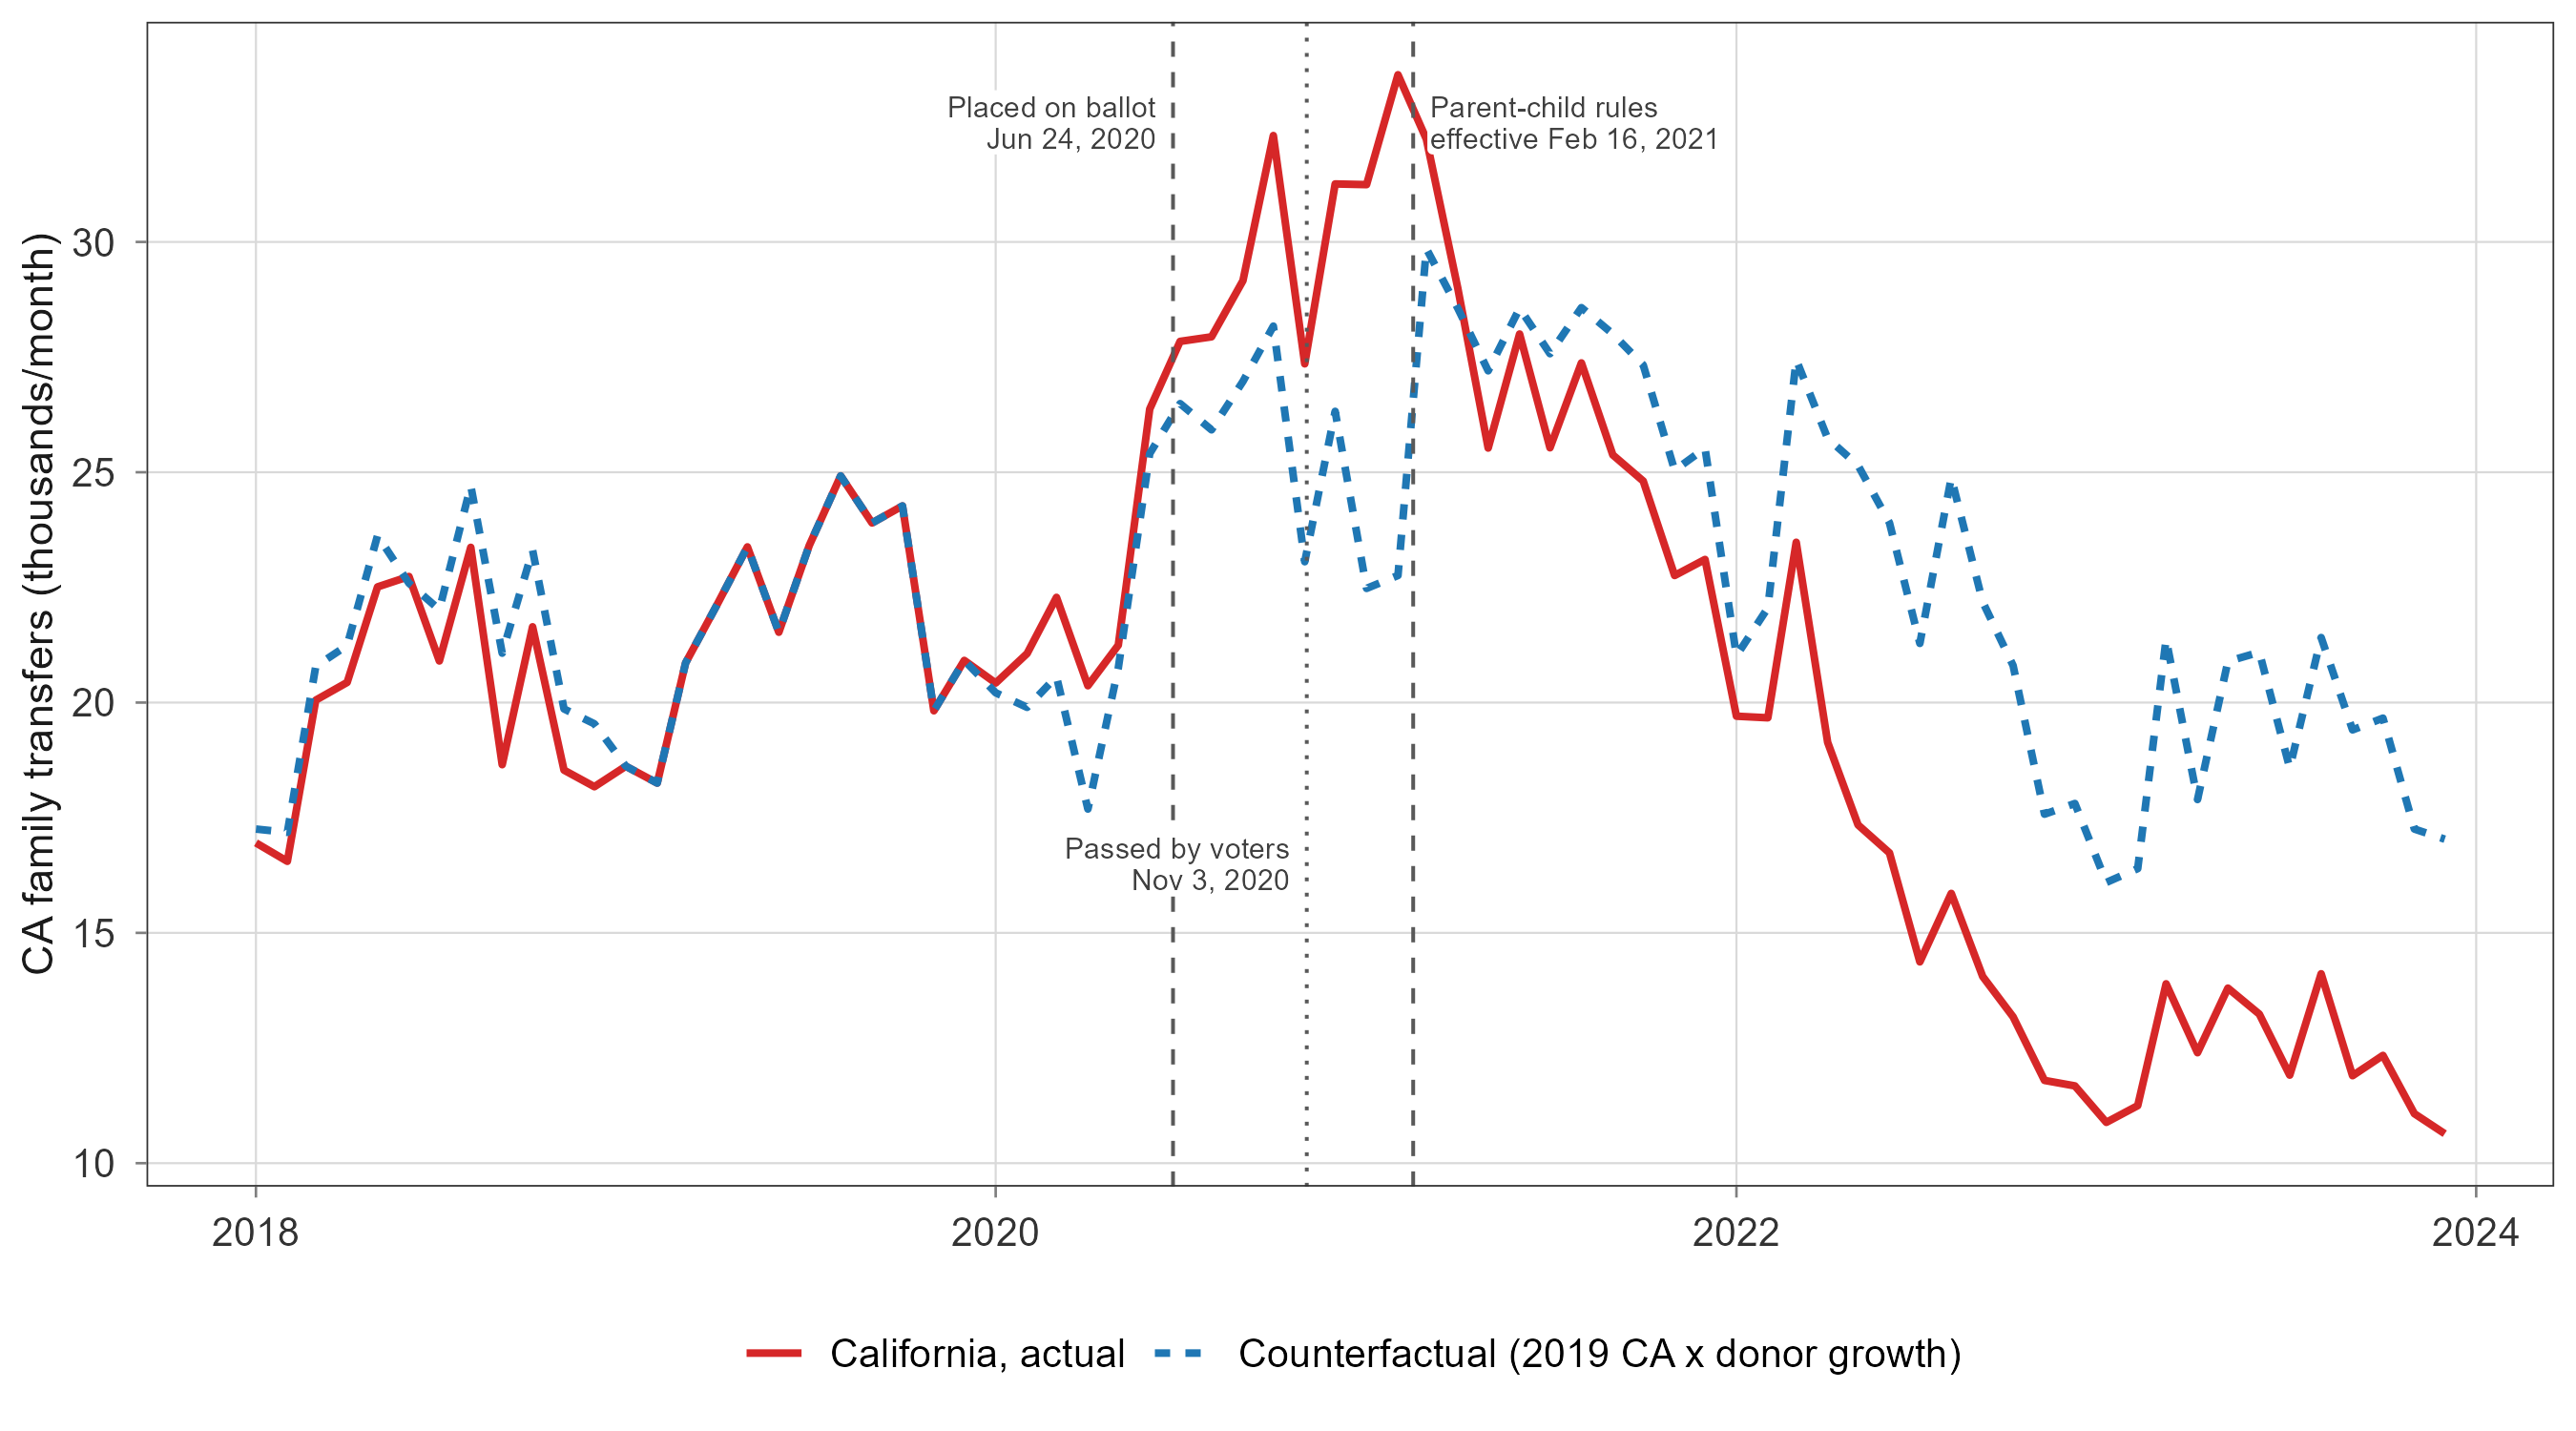 CA family transfers (thousands/month)
30
25
20
15
10
Placed on ballot
Jun 24, 2020
Parent-child rules
effective Feb 16, 2021
Passed by voters
Nov 3, 2020
2018
2020
2022
2024
California, actual
Counterfactual (2019 CA x donor growth)